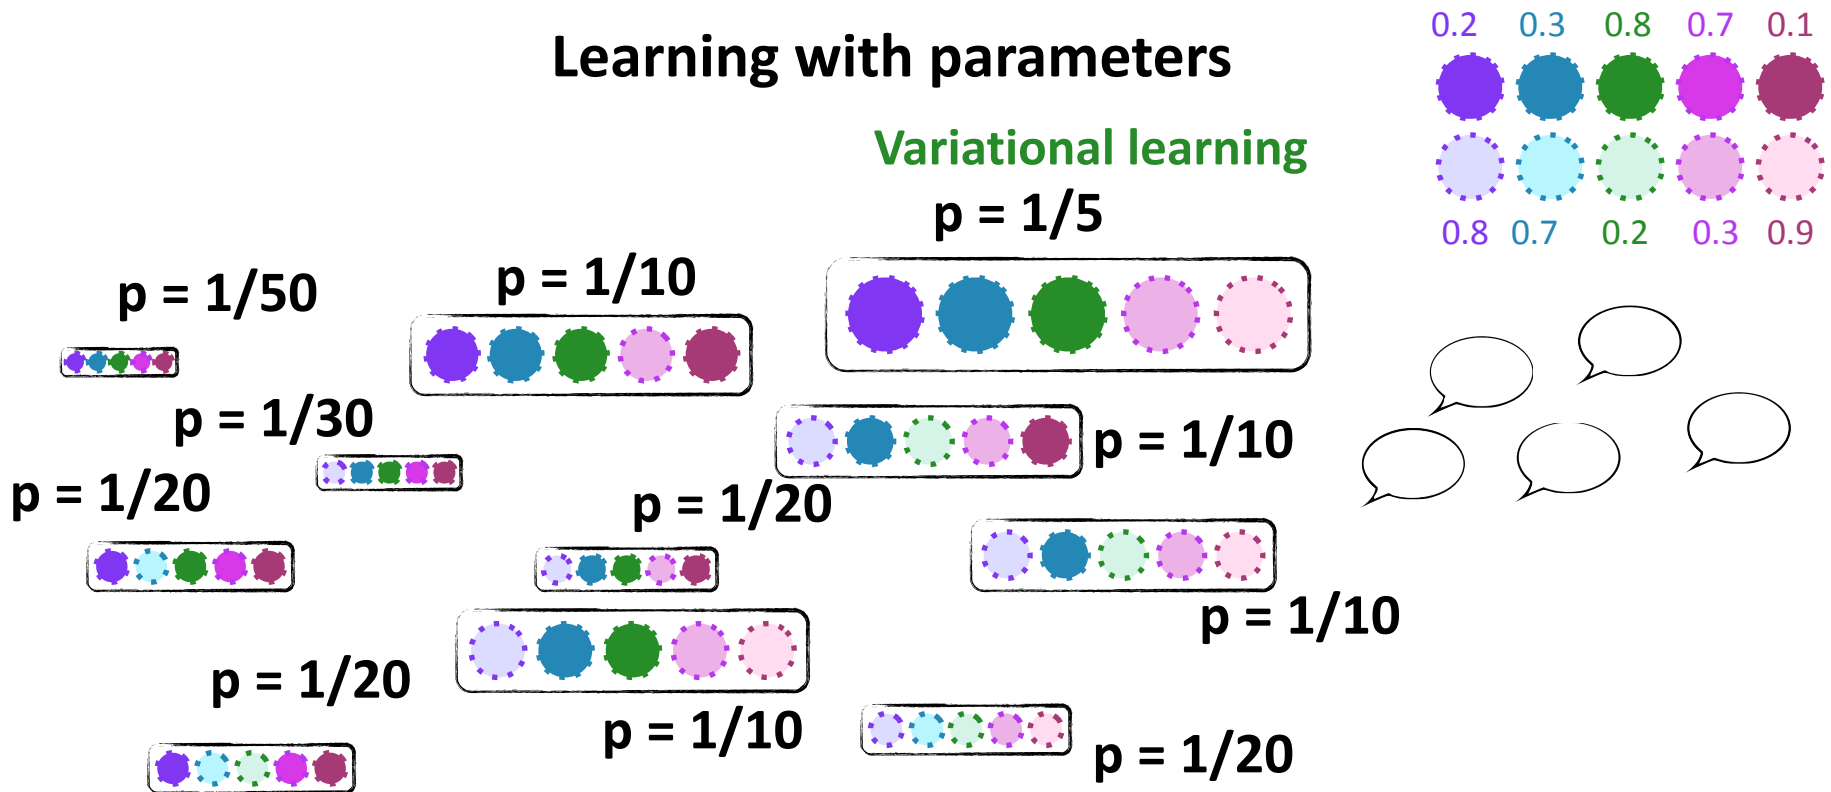 Learning with parameters
0.2 0.3 0.8 0.7 0.1
Variational learning
0.8 0.7 0.2 0.3 0.9
p = 1/5
p = 1/10
p = 1/50
p = 1/30
p = 1/10
p = 1/20
p = 1/20
p = 1/10
p = 1/20
p = 1/10
p = 1/20